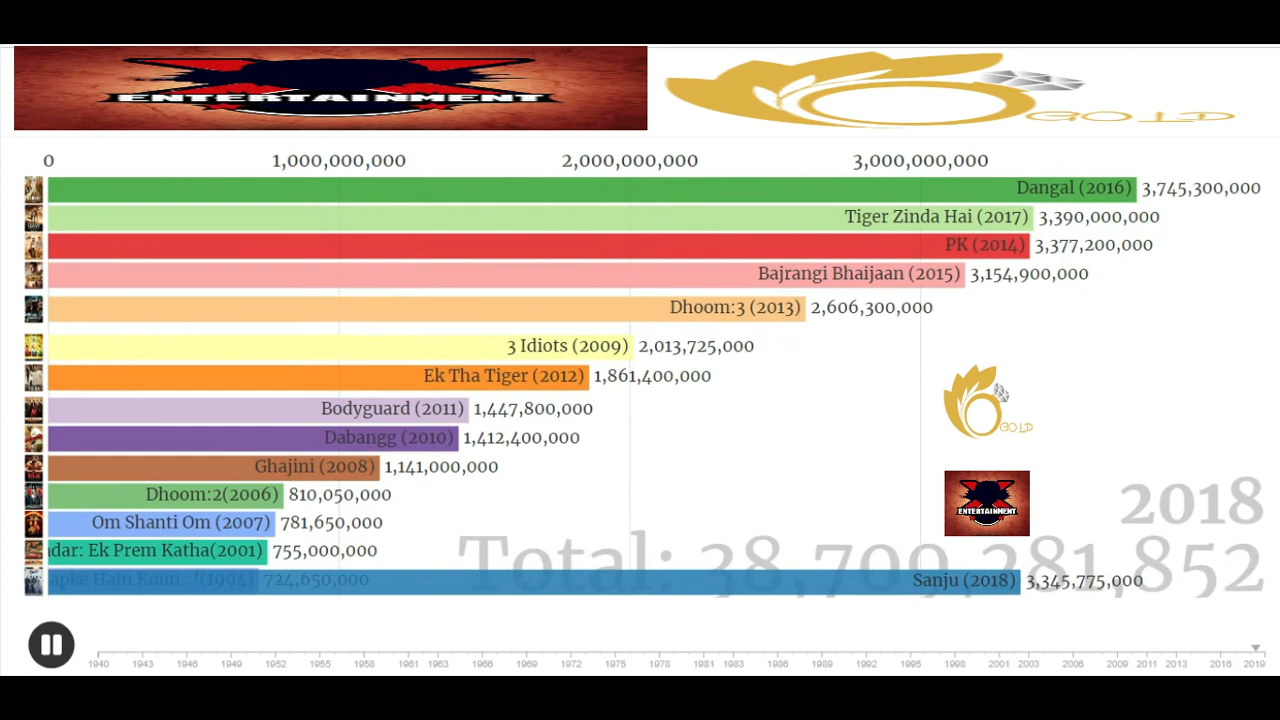 ENTERTAINMENT
GOLD
0 1,000,000,000 2,000,000,000 3,000,000,000
Dangal (2016) 3,745,300,000
Tiger Zinda Hai (2017) 3,390,000,000
PK (2014) 3,377,200,000
Bajrangi Bhaijaan (2015) 3,154,900,000
Dhoom:3 (2013) 2,606,300,000
3 Idiots (2009) 2,013,725,000
Ek Tha Tiger (2012) 1,861,400,000
Bodyguard (2011) 1,447,800,000
GOLD
Dabangg (2010) 1,412,400,000
Ghajini (2008) 1,141,000,000
Dhoom:2(2006) 810,050,000
ENTERTAINMENT
2018
Om Shanti Om (2007) 781,650,000
dar: Ek Prem Katha(2001) 755,000,000
Total: 38,709,281,852
apke Hain Koun...!(1994) 724,650,000
Sanju (2018) 3,345,775,000
1940 1943 1946 1949 1952 1955 1958 1961 1963 1966 1969 1972 1975 1978 1981 1983 1986 1989 1992 1995 1998 2001 2003 2006 2009 2011 2013 2016 2019